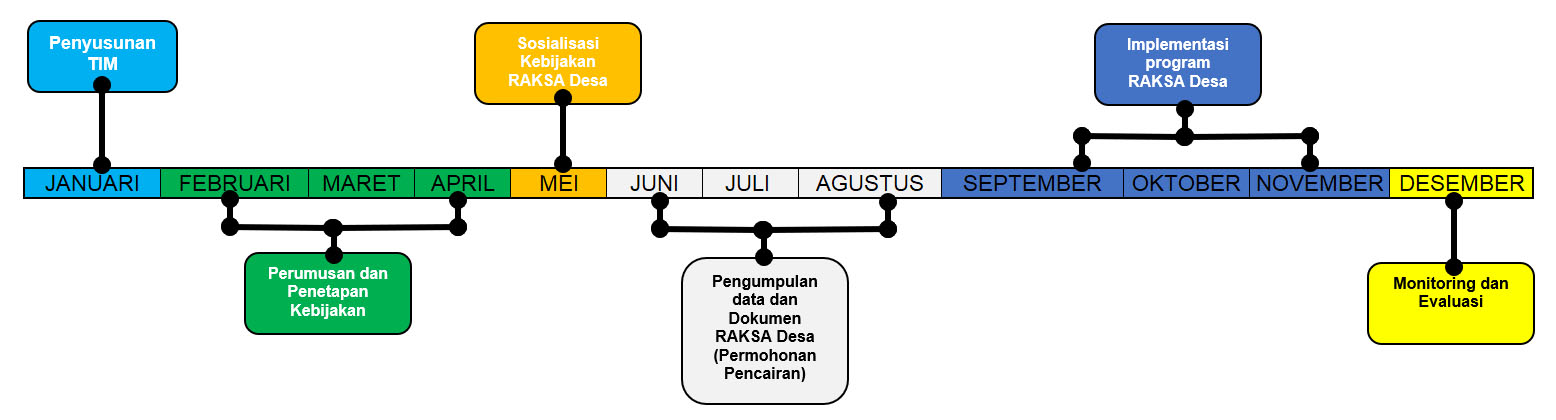 Penyusunan
TIM
Sosialisasi
Kebijakan
RAKSA Desa
Implementasi
program
RAKSA Desa
JANUARI FEBRUARI MARET APRIL MEI JUNI JULI AGUSTUS SEPTEMBER OKTOBER NOVEMBER DESEMBER
Perumusan dan
Penetapan
Kebijakan
Pengumpulan
data dan
Dokumen
RAKSA Desa
(Permohonan
Pencairan)
Monitoring dan
Evaluasi